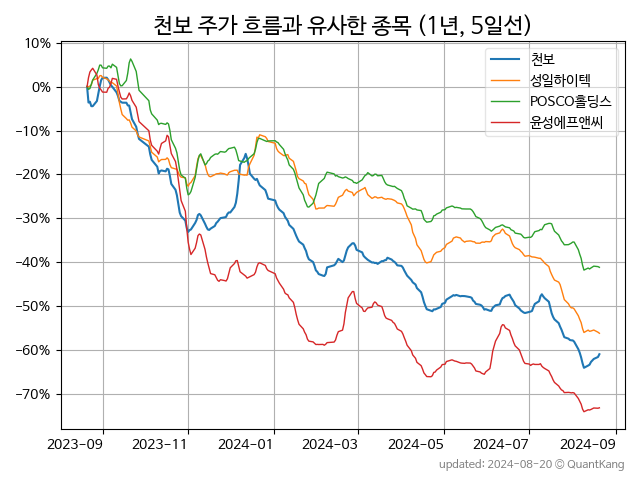 천보 주가 흐름과 유사한 종목 (1년, 5일선)
천보
성일하이텍
POSCO홀딩스
윤성에프앤씨
10%
0%
−10%
−20%
−30%
−40%
−50%
−60%
−70%
2023-09 2023-11 2024-01 2024-03 2024-05 2024-07 2024-09
updated: 2024-08-20 © QuantKang